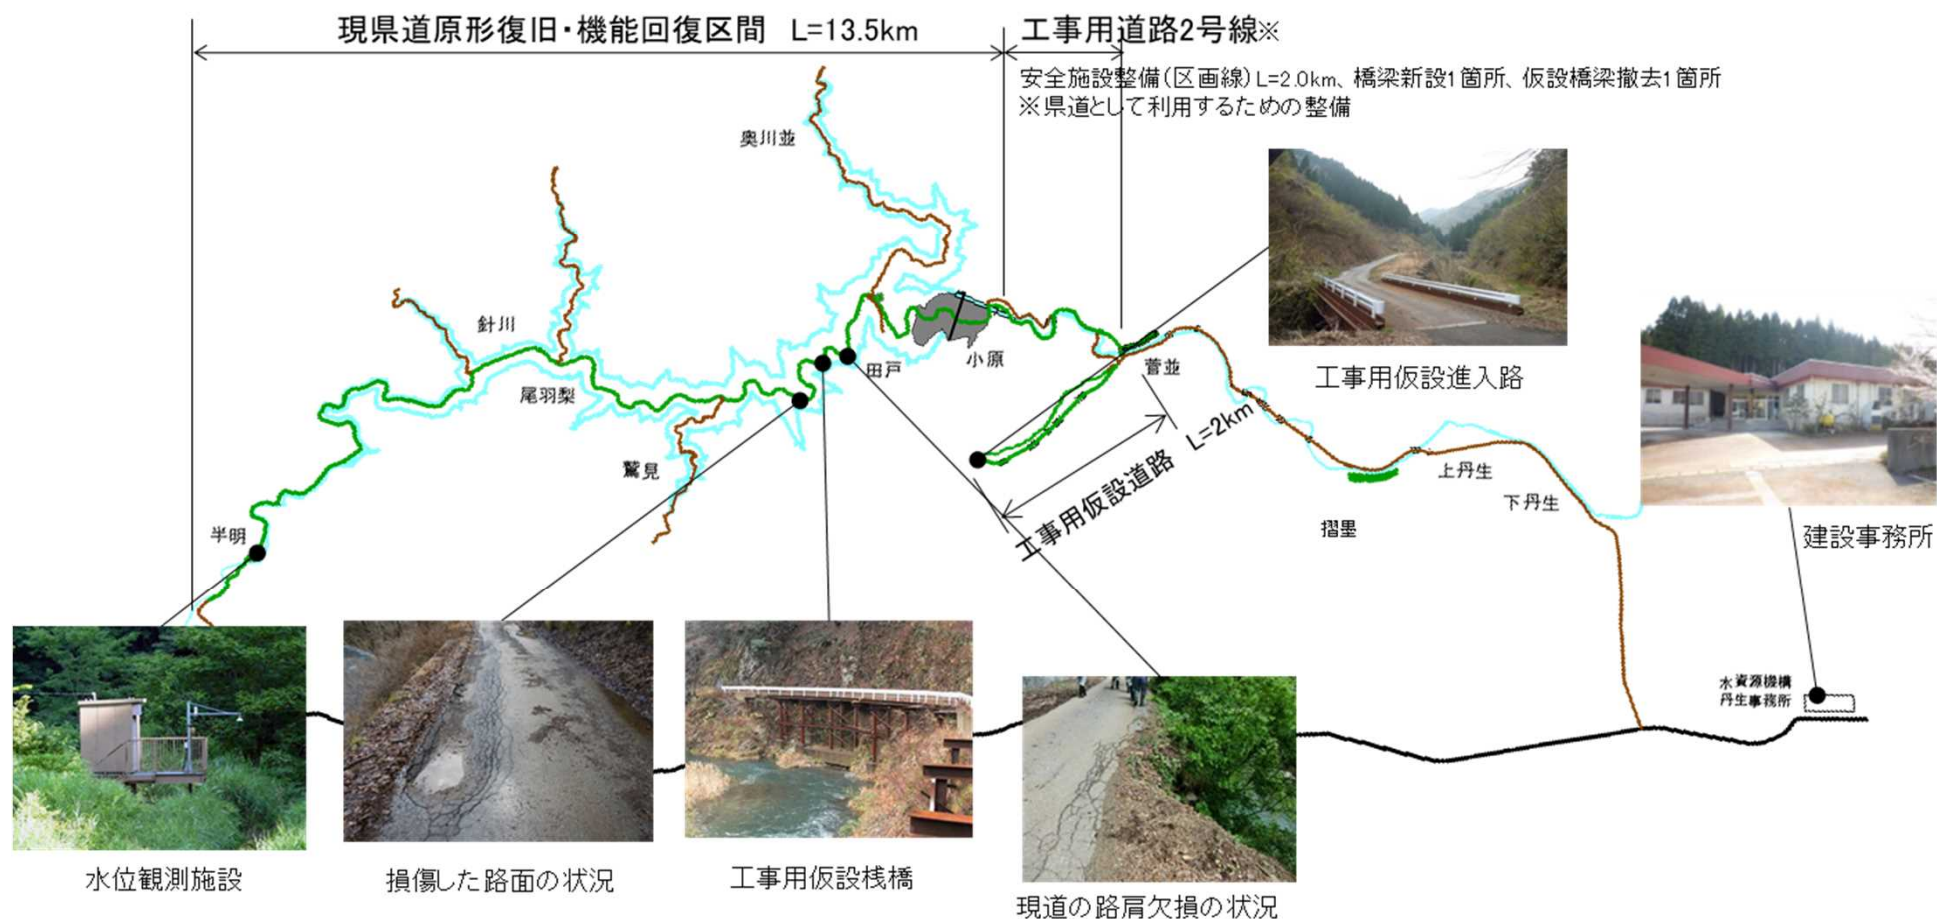 現県道原形復旧・機能回復区間 L=13.5km
工事用道路2号線※
安全施設整備(区画線)L=2.0km、橋梁新設1箇所、仮設橋梁撤去1箇所
※県道として利用するための整備
奥川並
針川
尾羽梨
鷲見
半明
田戸
小原
菅並
工事用仮設道路 L=2km
工事用仮設進入路
上丹生
下丹生
摺墨
建設事務所
水資源機構
丹生事務所
水位観測施設
損傷した路面の状況
工事用仮設桟橋
現道の路肩欠損の状況